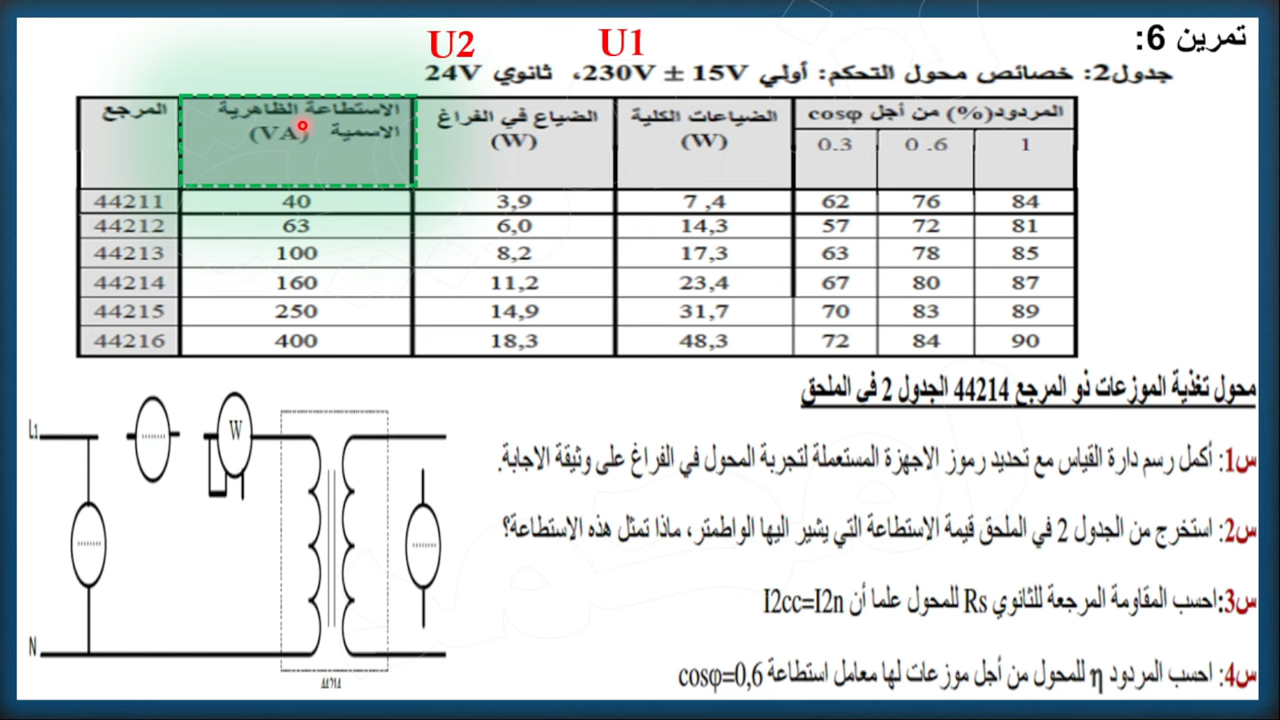 تمرين 6:
U2 U1
جدول2: خصائص محول التحكم: أولي 230V ± 15V، ثانوي 24V
المرجع الاستطاعة الظاهرية الاسمية (VA) الضياع في الفراغ (W) الضياعات الكلية (W) المردود(%) من أجل cosφ
0.3 0 .6 1
44211 40 3,9 7 ,4 62 76 84
44212 63 6,0 14,3 57 72 81
44213 100 8,2 17,3 63 78 85
44214 160 11,2 23,4 67 80 87
44215 250 14,9 31,7 70 83 89
44216 400 18,3 48,3 72 84 90
محول تغذية الموزعات ذو المرجع 44214 الجدول 2 في الملحق
س1: أكمل رسم دارة القياس مع تحديد رموز الاجهزة المستعملة لتجربة المحول في الفراغ على وثيقة الاجابة.
س2: استخرج من الجدول 2 في الملحق قيمة الاستطاعة التي يشير اليها الواطمتر، ماذا تمثل هذه الاستطاعة؟
س3:احسب المقاومة المرجعة للثانوي Rs للمحول علما أن I2cc=I2n
س4: احسب المردود η للمحول من أجل موزعات لها معامل استطاعة cosφ=0,6
L1
........
W
........
........
N
44214